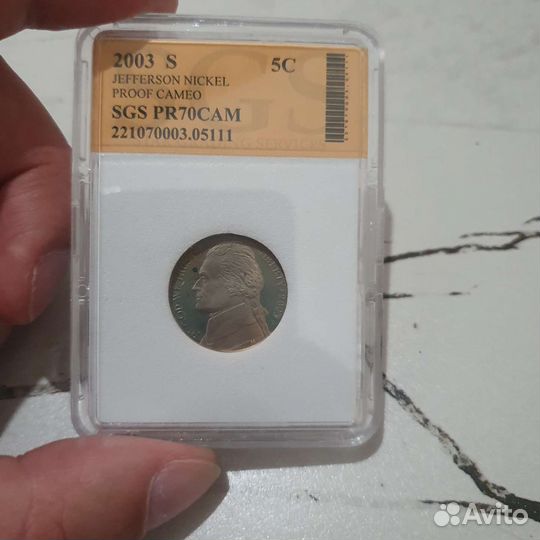 2003 S 5C
JEFFERSON NICKEL
PROOF CAMEO
SGS PR70CAM
221070003.05111
Avito